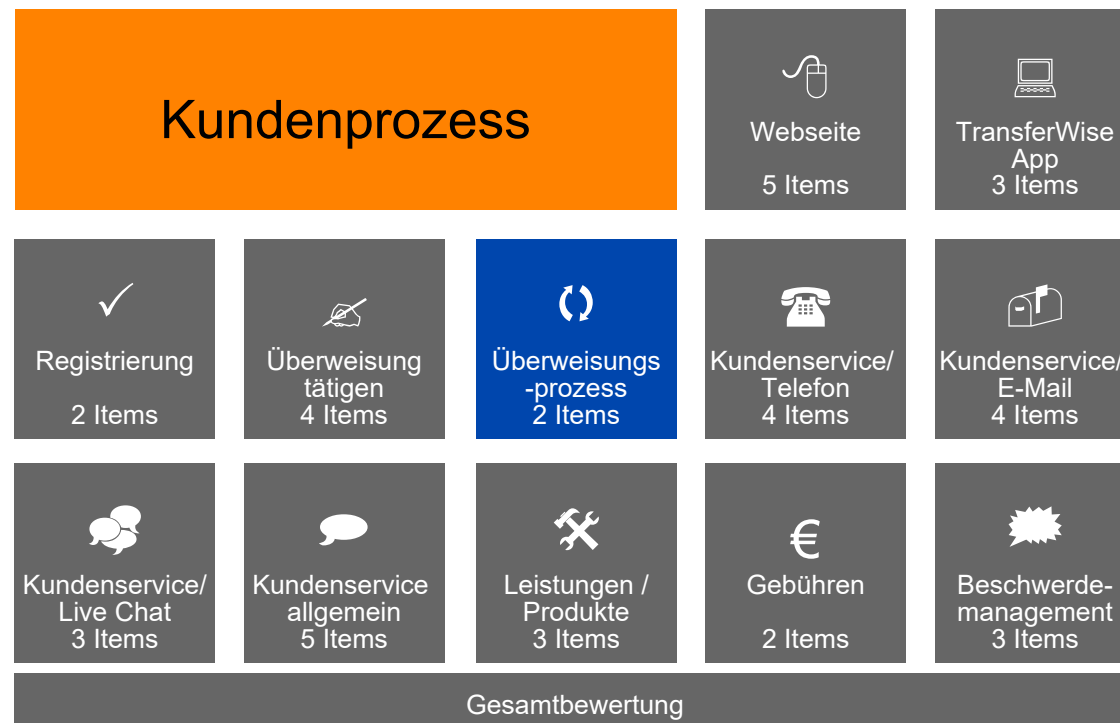 Kundenprozess
Webseite
5 Items
TransferWise
App
3 Items
Registrierung
2 Items
Überweisung
tätigen
4 Items
Überweisungs
-prozess
2 Items
Kundenservice/
Telefon
4 Items
Kundenservice/
E-Mail
4 Items
Kundenservice/
Live Chat
3 Items
Kundenservice
allgemein
5 Items
Leistungen /
Produkte
3 Items
€
Gebühren
2 Items
Beschwerde-
management
3 Items
Gesamtbewertung